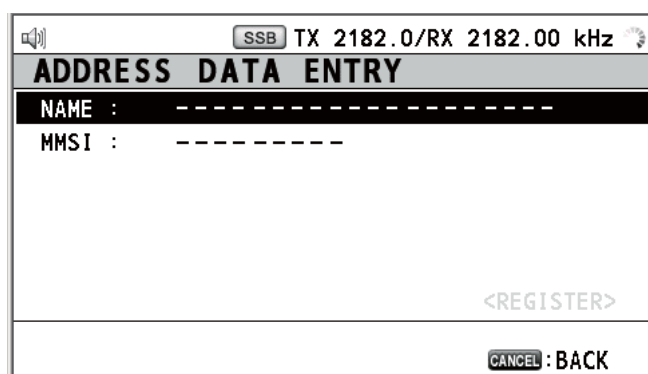 SSB TX 2182.0/RX 2182.00 kHz
ADDRESS DATA ENTRY
NAME : --------------------
MMSI : ---------
<REGISTER>
CANCEL : BACK